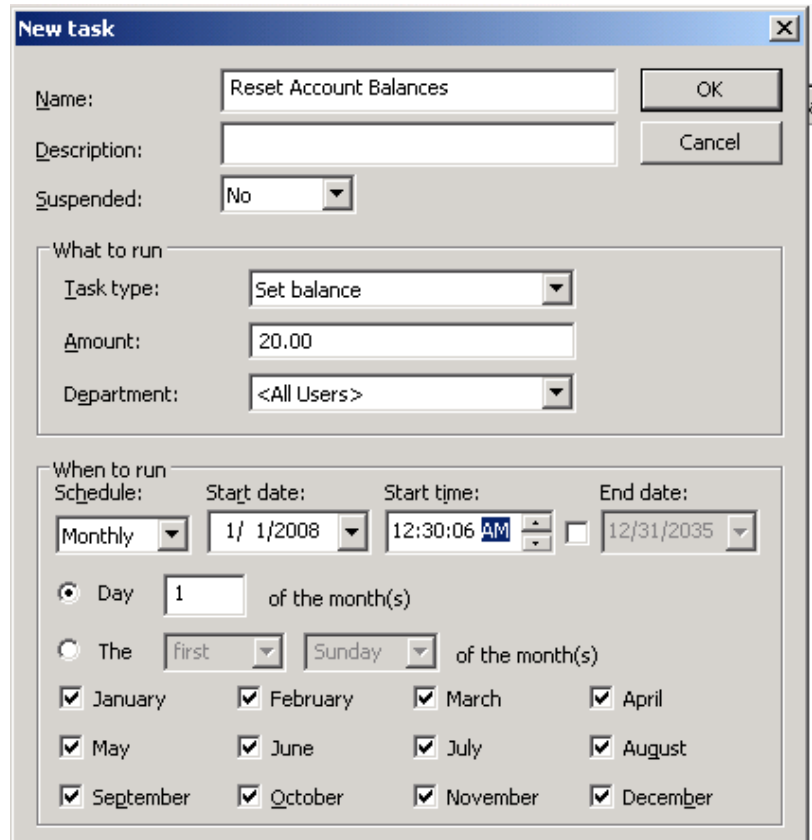 New task
Name: Reset Account Balances OK
Description: Cancel
Suspended: No
What to run
Task type: Set balance
Amount: 20.00
Department: <All Users>
When to run
Schedule: Start date: Start time: End date:
Monthly 1/ 1/2008 12:30:06 AM 12/31/2035
Day 1 of the month(s)
The first Sunday of the month(s)
January February March April
May June July August
September October November December